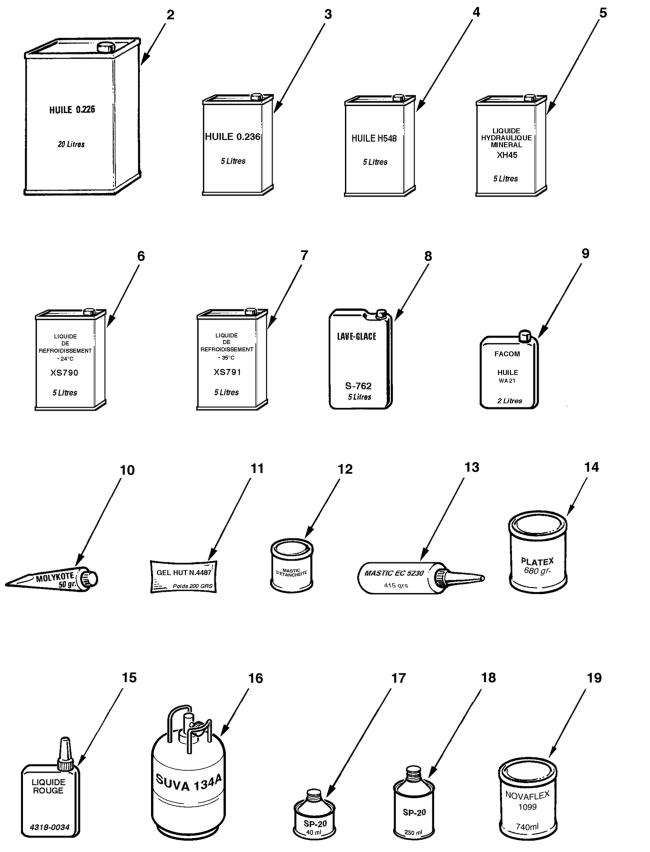 2
HUILE 0.226
20 Litres
3
HUILE 0.236
5 Litres
4
HUILE H548
5 Litres
5
LIQUIDE
HYDRAULIQUE
MINERAL
XH45
5 Litres
6
LIQUIDE
DE
REFROIDISSEMENT
- 24°C
XS790
5 Litres
7
LIQUIDE
DE
REFROIDISSEMENT
- 35°C
XS791
5 Litres
8
LAVE-GLACE
S-762
5 Litres
9
FACOM
HUILE
WA21
2 Litres
10
MOLYKOTE
50 gr.
11
GEL HUT N.4487
Poids 200 GRS
12
MASTIC
D'ETANCHEITE
13
MASTIC EC 5230
415 grs
14
PLATEX
680 gr.
15
LIQUIDE
ROUGE
4318-0034
16
SUVA 134A
17
SP-20
40 ml
18
SP-20
250 ml
19
NOVAFLEX
1099
740ml